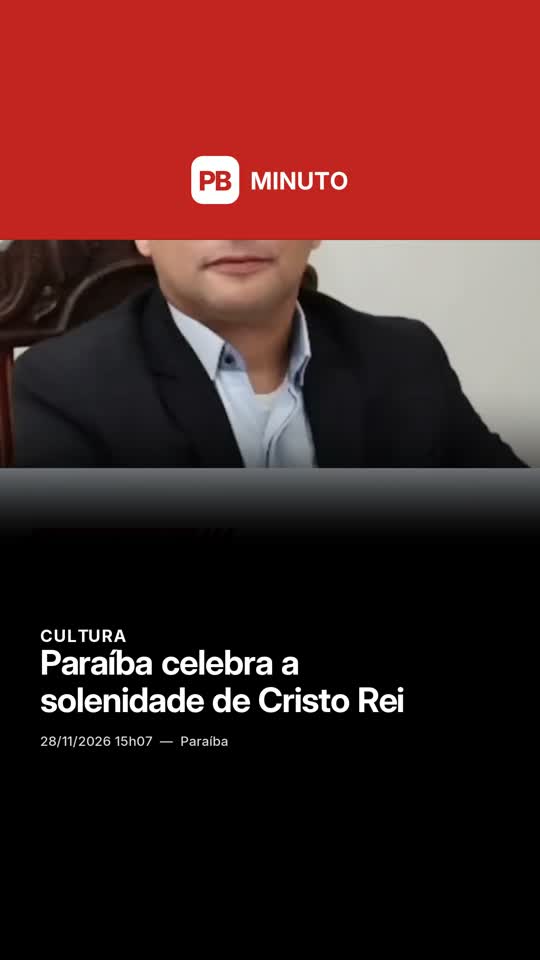 PB MINUTO
CULTURA
Paraíba celebra a
solenidade de Cristo Rei
28/11/2026 15h07 — Paraíba